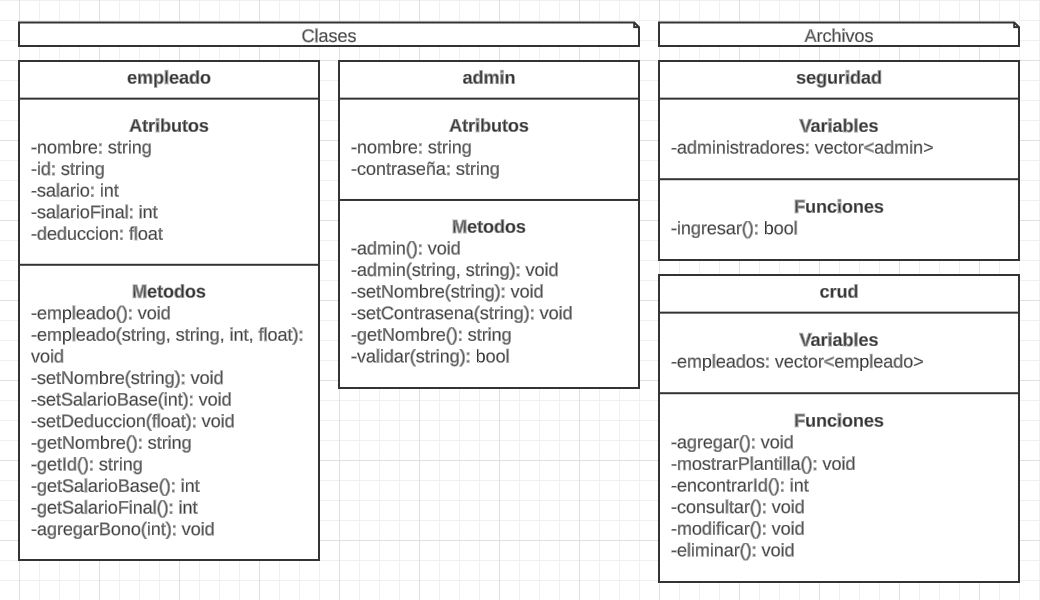 Clases
empleado
Atributos
-nombre: string
-id: string
-salario: int
-salarioFinal: int
-deduccion: float
Metodos
-empleado(): void
-empleado(string, string, int, float):
void
-setNombre(string): void
-setSalarioBase(int): void
-setDeduccion(float): void
-getNombre(): string
-getId(): string
-getSalarioBase(): int
-getSalarioFinal(): int
-agregarBono(int): void
admin
Atributos
-nombre: string
-contraseña: string
Metodos
-admin(): void
-admin(string, string): void
-setNombre(string): void
-setContrasena(string): void
-getNombre(): string
-validar(string): bool
Archivos
seguridad
Variables
-administradores: vector<admin>
Funciones
-ingresar(): bool
crud
Variables
-empleados: vector<empleado>
Funciones
-agregar(): void
-mostrarPlantilla(): void
-encontrarId(): int
-consultar(): void
-modificar(): void
-eliminar(): void